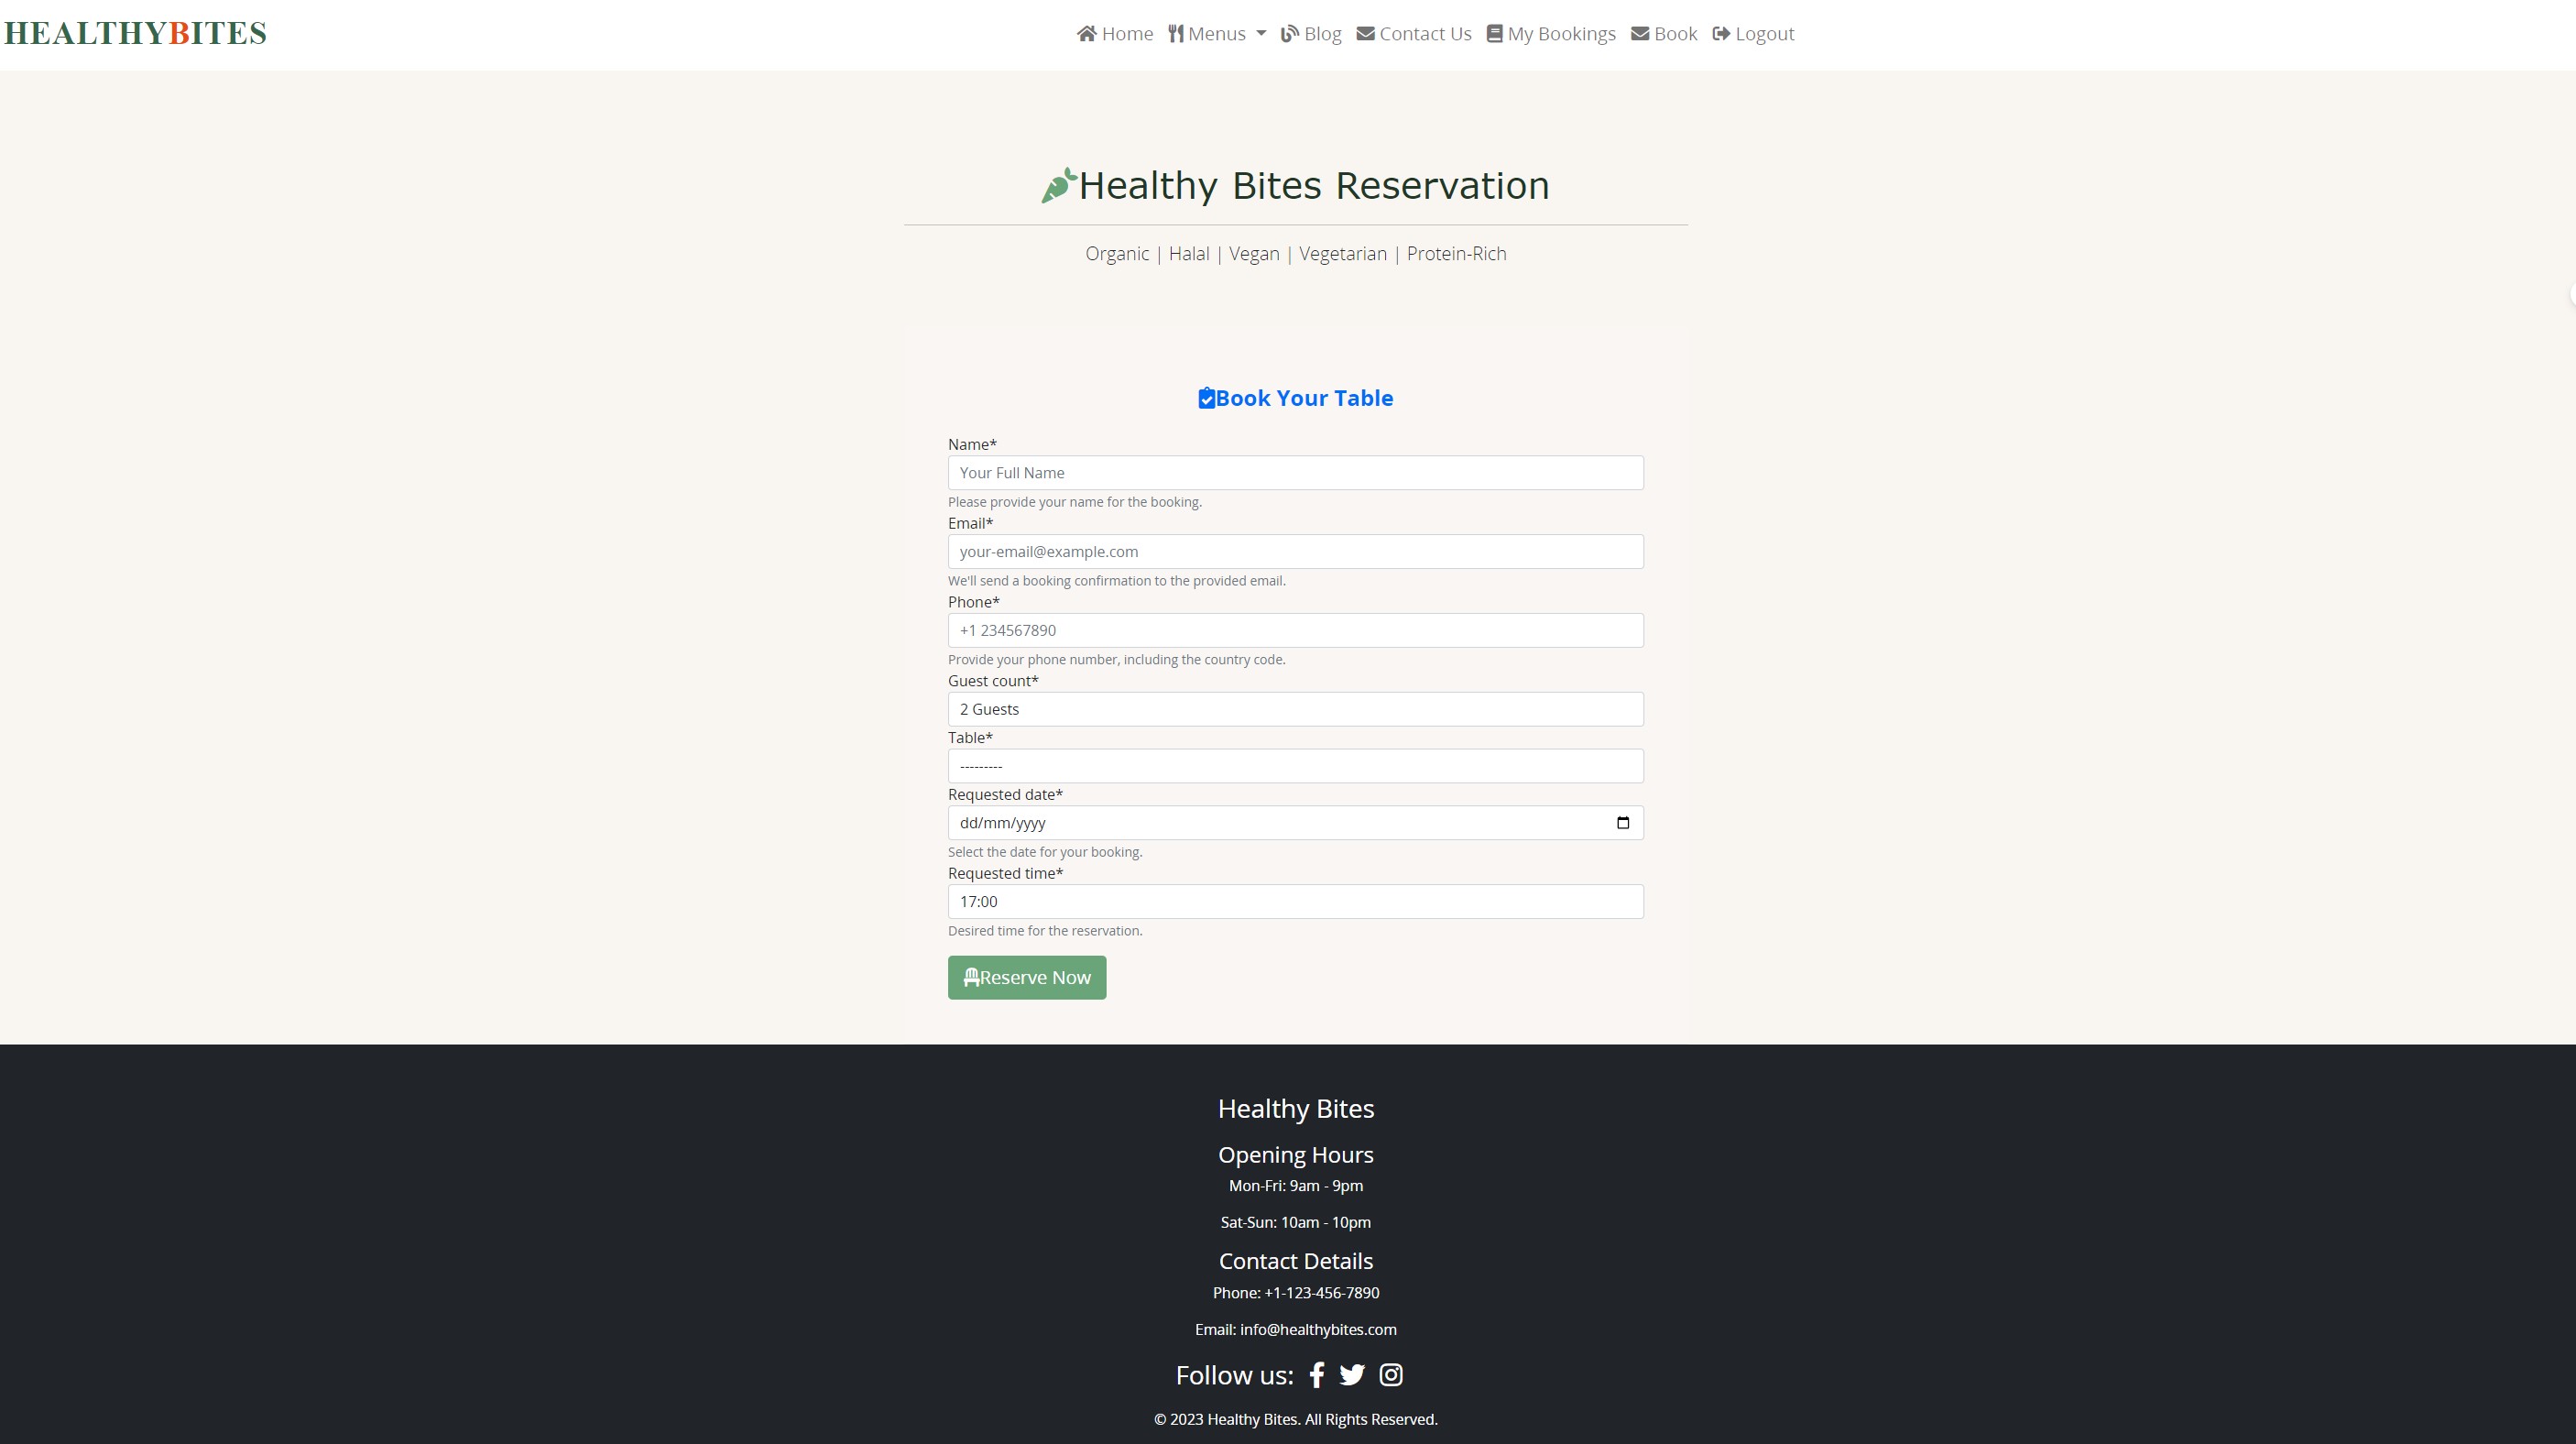 HEALTHYBITES
Home Menus Blog Contact Us My Bookings Book Logout
Healthy Bites Reservation
Organic | Halal | Vegan | Vegetarian | Protein-Rich
Book Your Table
Name*
Your Full Name
Please provide your name for the booking.
Email*
your-email@example.com
We'll send a booking confirmation to the provided email.
Phone*
+1 234567890
Provide your phone number, including the country code.
Guest count*
2 Guests
Table*
---------
Requested date*
dd/mm/yyyy
Select the date for your booking.
Requested time*
17:00
Desired time for the reservation.
Reserve Now
Healthy Bites
Opening Hours
Mon-Fri: 9am - 9pm
Sat-Sun: 10am - 10pm
Contact Details
Phone: +1-123-456-7890
Email: info@healthybites.com
Follow us:
© 2023 Healthy Bites. All Rights Reserved.